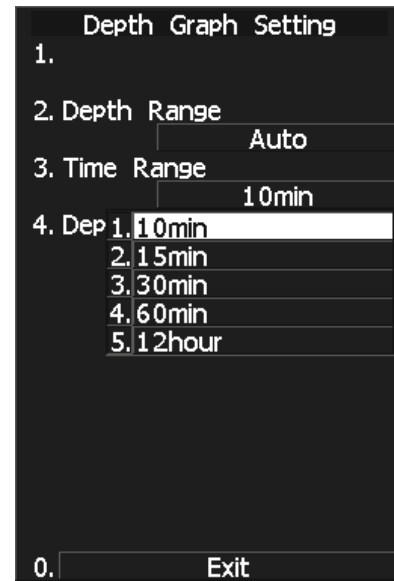 Depth Graph Setting
1.
2. Depth Range
Auto
3. Time Range
10min
4. Dep
1. 10min
2. 15min
3. 30min
4. 60min
5. 12hour
0. Exit